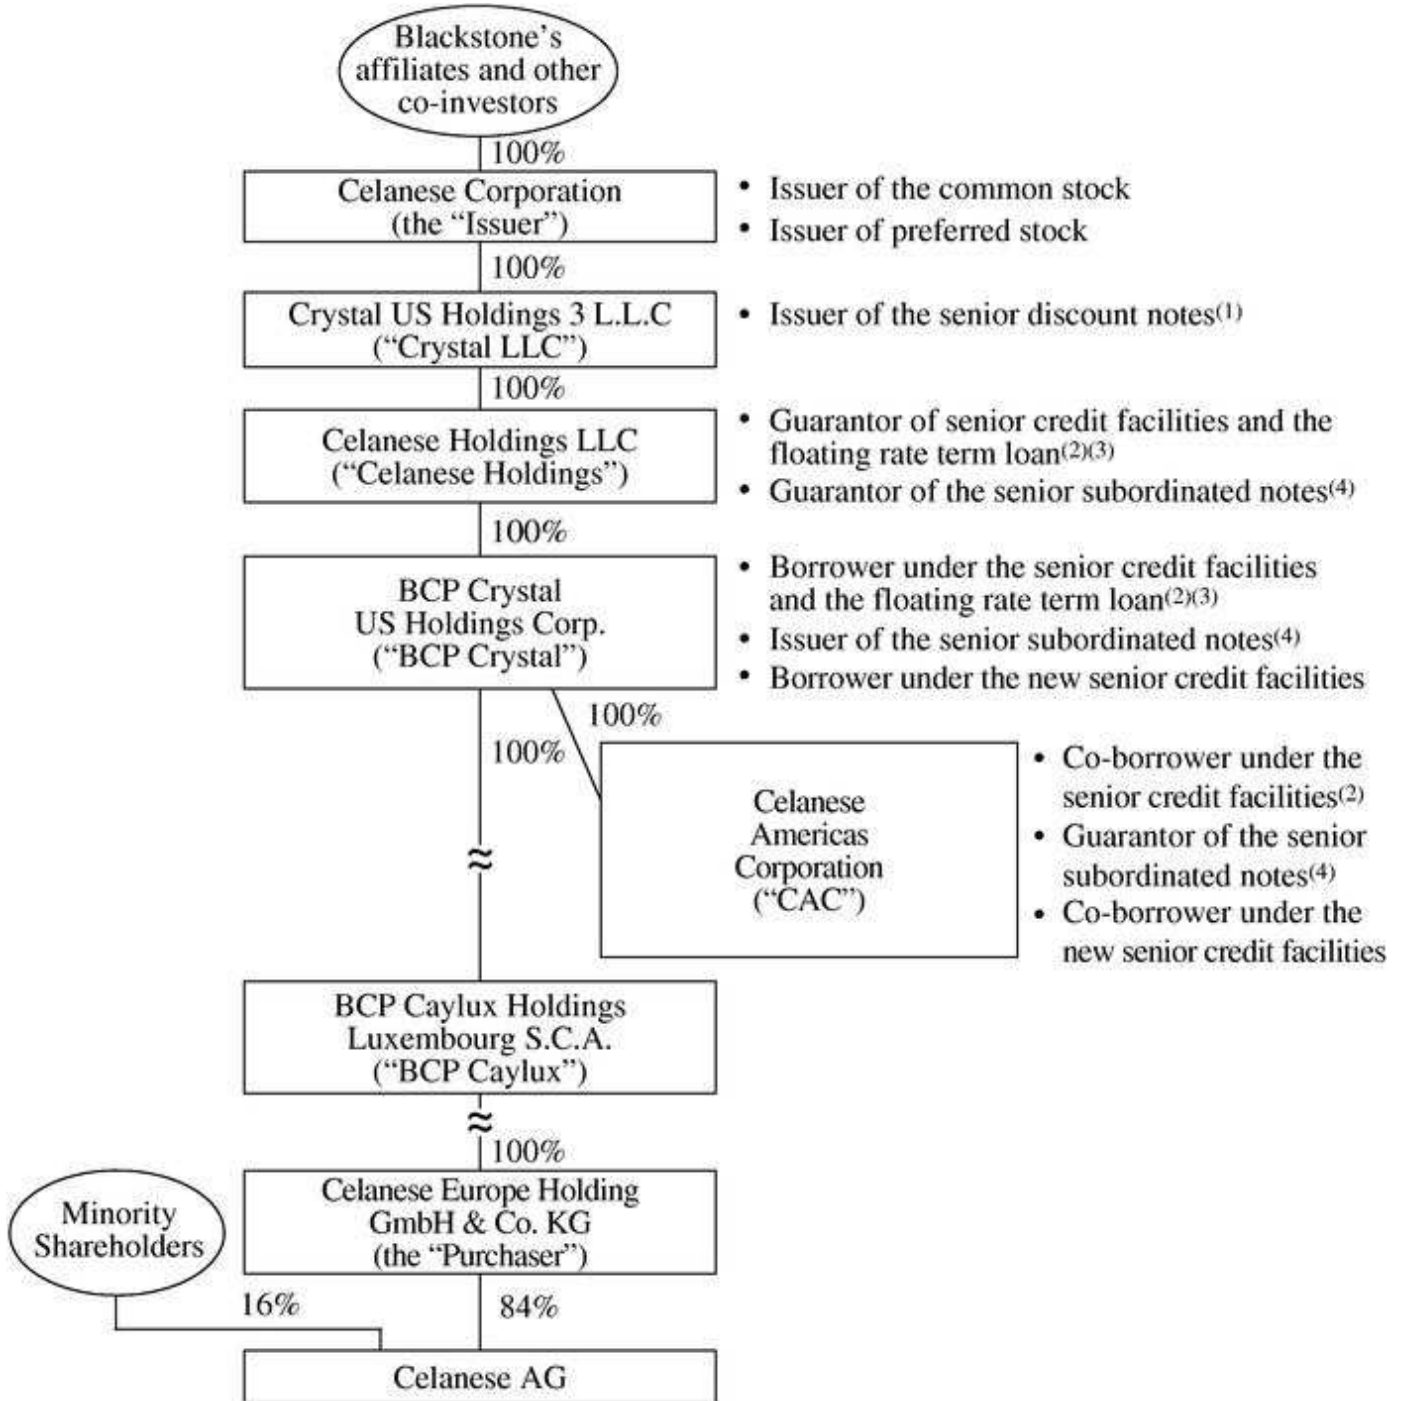 Blackstone's
affiliates and other
co-investors
100%
Celanese Corporation
(the “Issuer”)
• Issuer of the common stock
• Issuer of preferred stock
100%
Crystal US Holdings 3 L.L.C
(“Crystal LLC”)
• Issuer of the senior discount notes(1)
100%
Celanese Holdings LLC
(“Celanese Holdings”)
• Guarantor of senior credit facilities and the
floating rate term loan(2)(3)
• Guarantor of the senior subordinated notes(4)
100%
BCP Crystal
US Holdings Corp.
(“BCP Crystal”)
• Borrower under the senior credit facilities
and the floating rate term loan(2)(3)
• Issuer of the senior subordinated notes(4)
• Borrower under the new senior credit facilities
100%
100%
Celanese
Americas
Corporation
(“CAC”)
• Co-borrower under the
senior credit facilities(2)
• Guarantor of the senior
subordinated notes(4)
• Co-borrower under the
new senior credit facilities
BCP Caylux Holdings
Luxembourg S.C.A.
(“BCP Caylux”)
100%
Celanese Europe Holding
GmbH & Co. KG
(the “Purchaser”)
Minority
Shareholders
16%
84%
Celanese AG